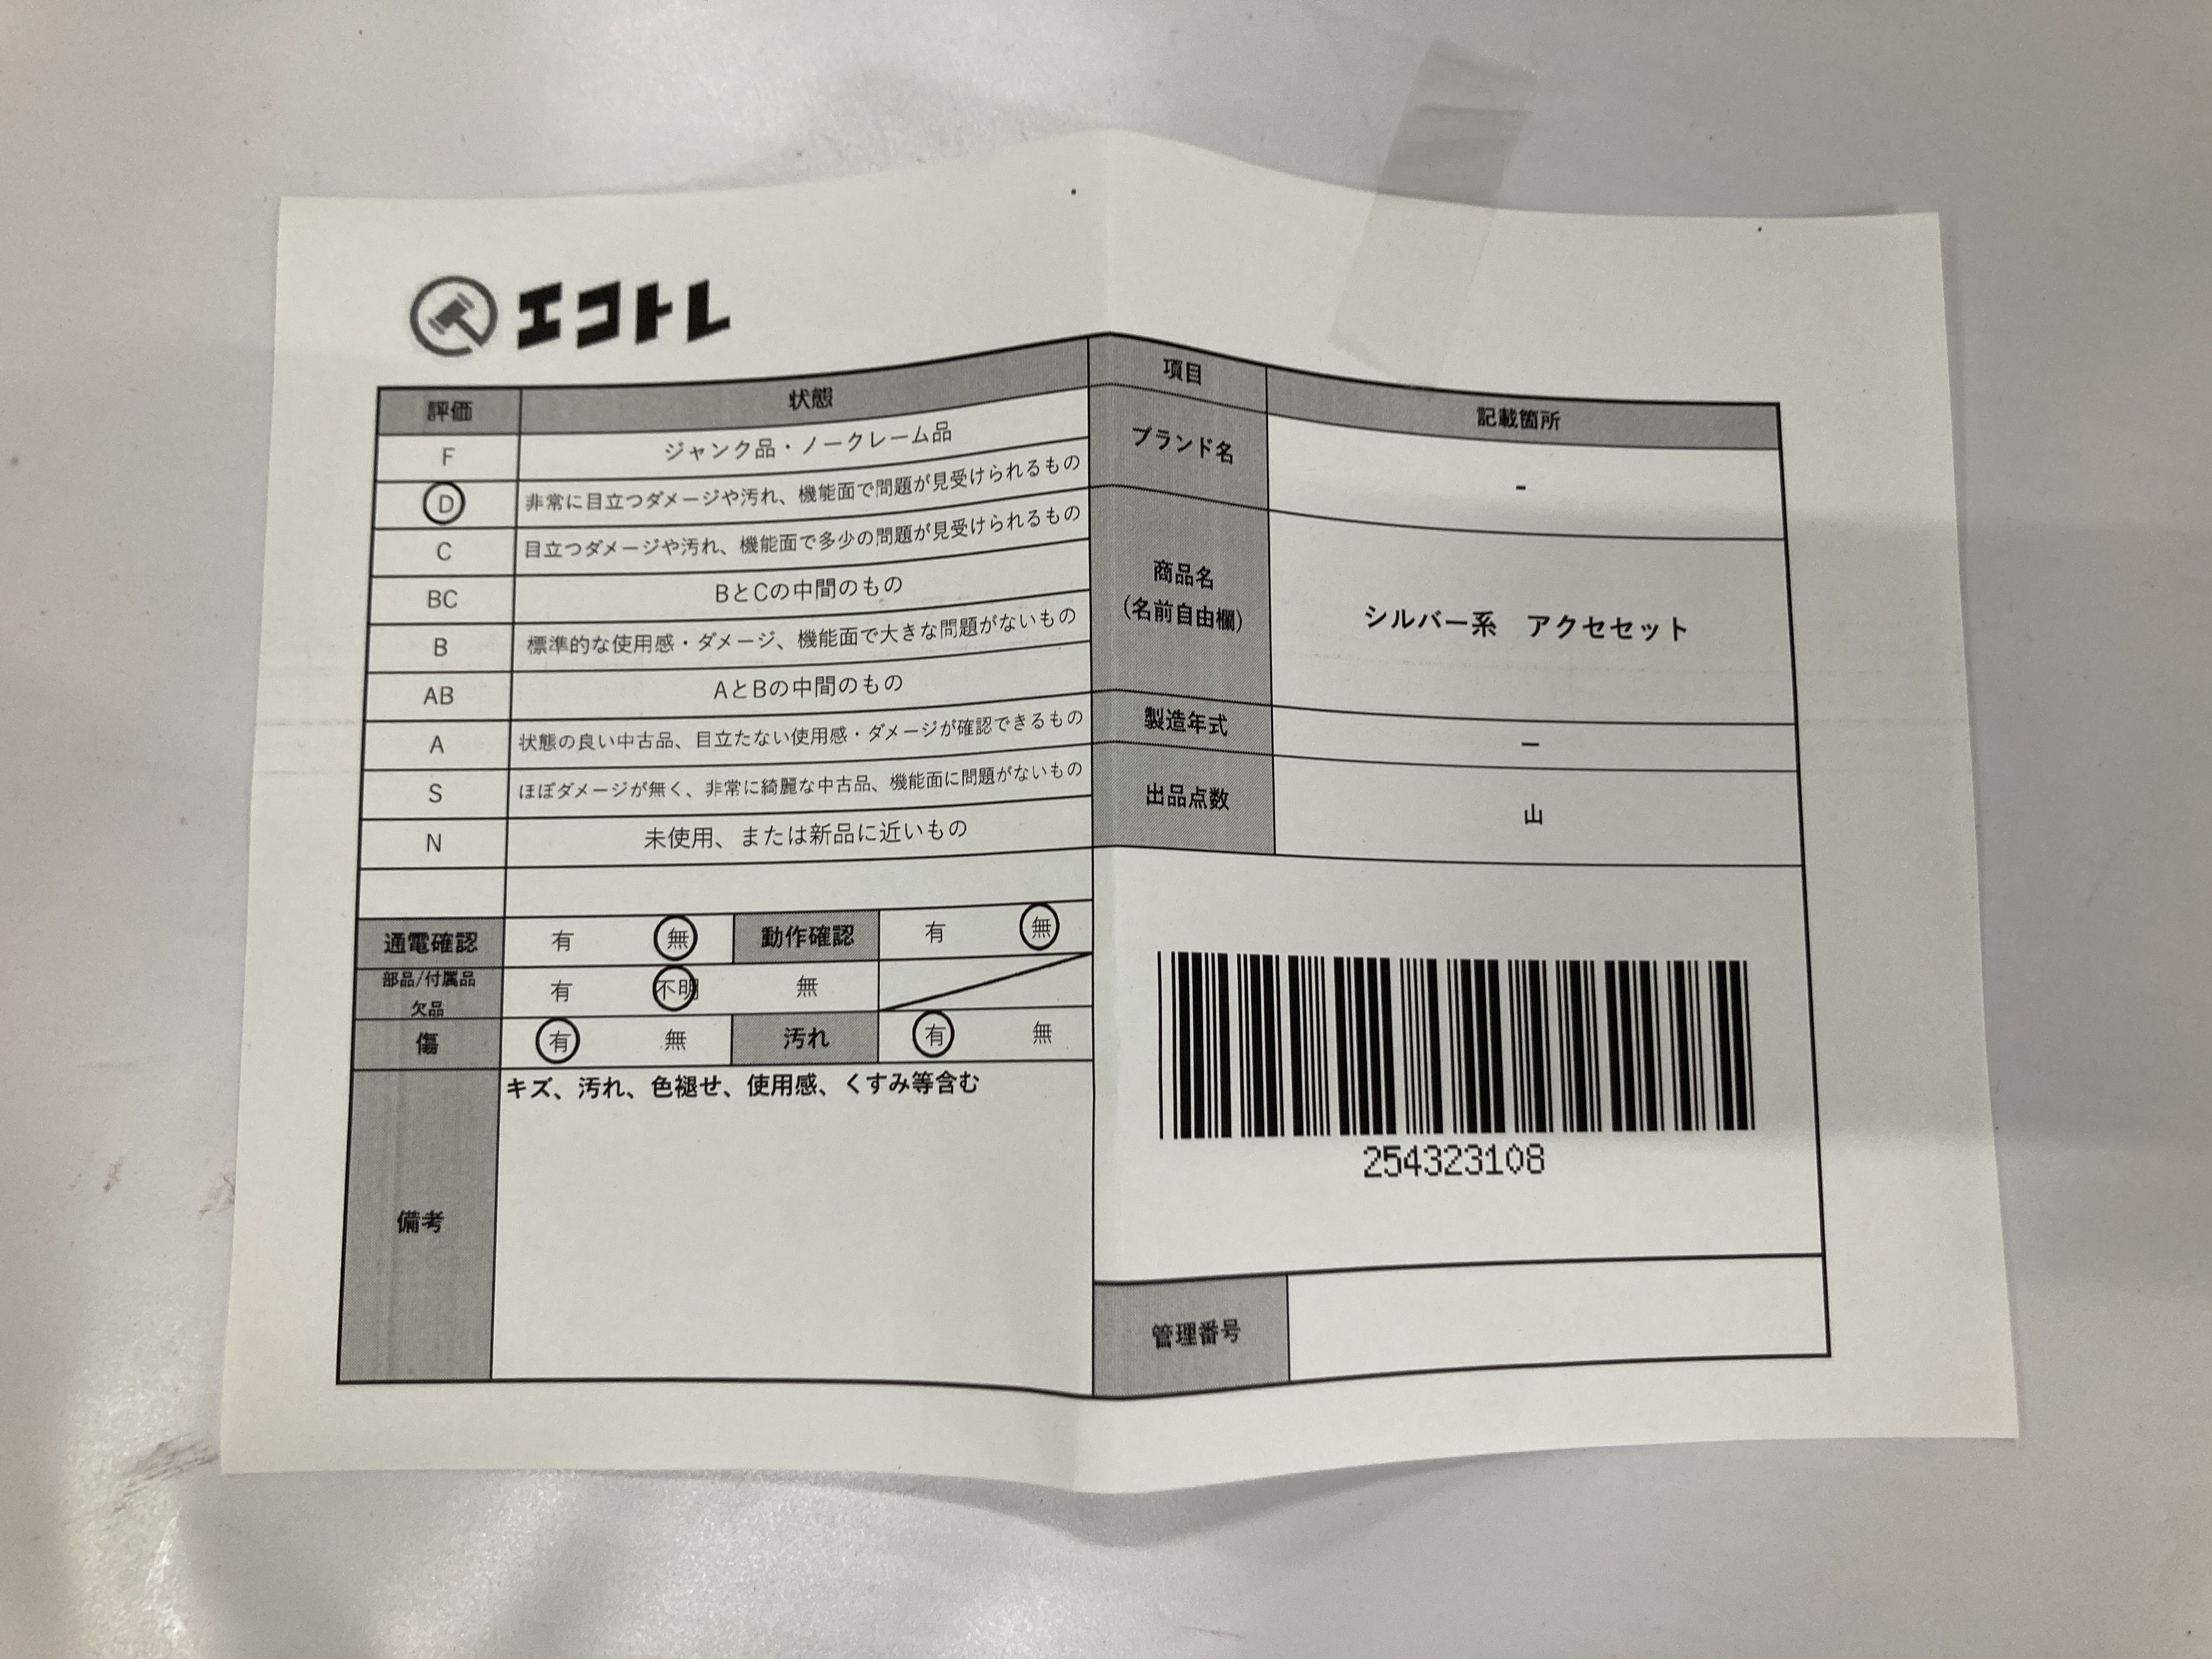 エコトレ
評価 状態
F ジャンク品・ノークレーム品
D 非常に目立つダメージや汚れ、機能面で問題が見受けられるもの
C 目立つダメージや汚れ、機能面で多少の問題が見受けられるもの
BC BとCの中間のもの
B 標準的な使用感・ダメージ、機能面で大きな問題がないもの
AB AとBの中間のもの
A 状態の良い中古品、目立たない使用感・ダメージが確認できるもの
S ほぼダメージが無く、非常に綺麗な中古品、機能面に問題がないもの
N 未使用、または新品に近いもの
通電確認 有 無 動作確認 有 無
部品/付属品
欠品 有 不明 無
傷 有 無 汚れ 有 無
備考 キズ、汚れ、色褪せ、使用感、くすみ等含む
項目 記載箇所
ブランド名 -
商品名
(名前自由欄) シルバー系 アクセセット
製造年式 ー
出品点数 山
254323108
管理番号